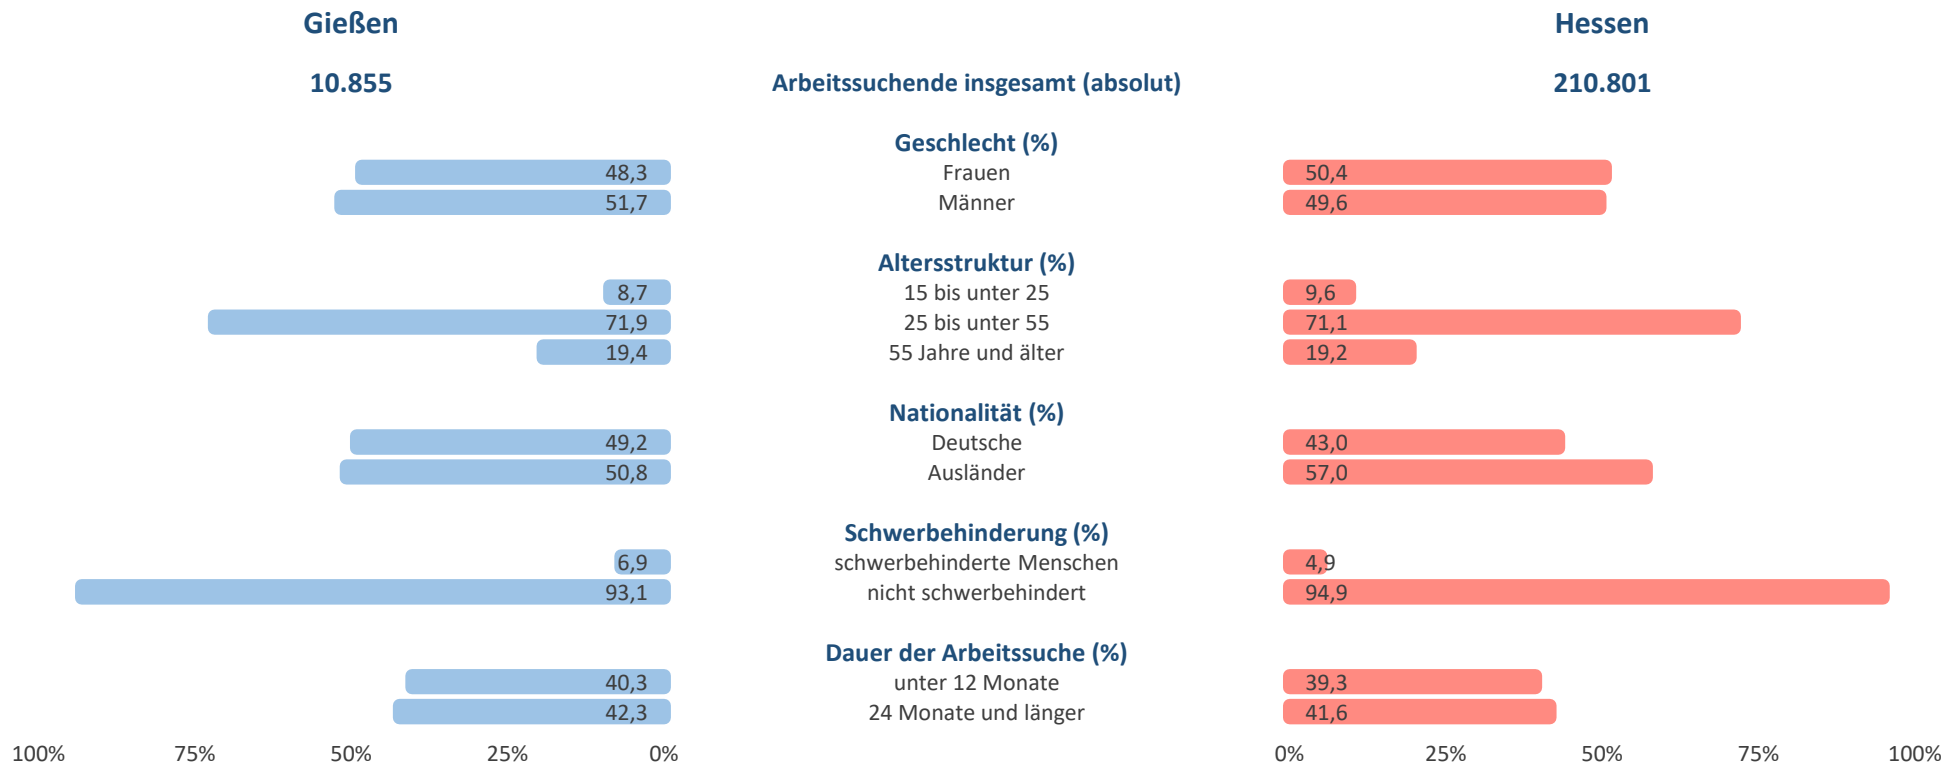 Gießen Hessen
10.855 Arbeitssuchende insgesamt (absolut) 210.801
Geschlecht (%)
48,3 Frauen 50,4
51,7 Männer 49,6
Altersstruktur (%)
8,7 15 bis unter 25 9,6
71,9 25 bis unter 55 71,1
19,4 55 Jahre und älter 19,2
Nationalität (%)
49,2 Deutsche 43,0
50,8 Ausländer 57,0
Schwerbehinderung (%)
6,9 schwerbehinderte Menschen 4,9
93,1 nicht schwerbehindert 94,9
Dauer der Arbeitssuche (%)
40,3 unter 12 Monate 39,3
42,3 24 Monate und länger 41,6
100% 75% 50% 25% 0% 0% 25% 50% 75% 100%